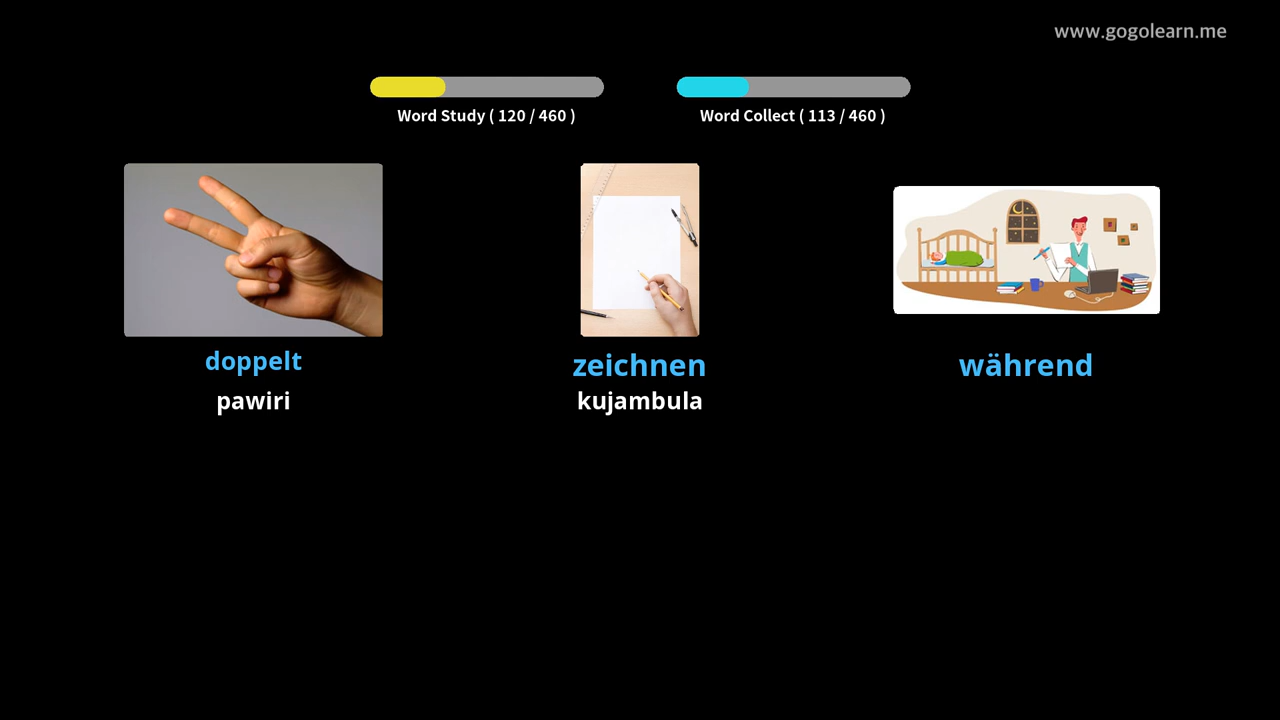 www.gogolearn.me
Word Study ( 120 / 460 )
Word Collect ( 113 / 460 )
doppelt
pawiri
zeichnen
kujambula
während